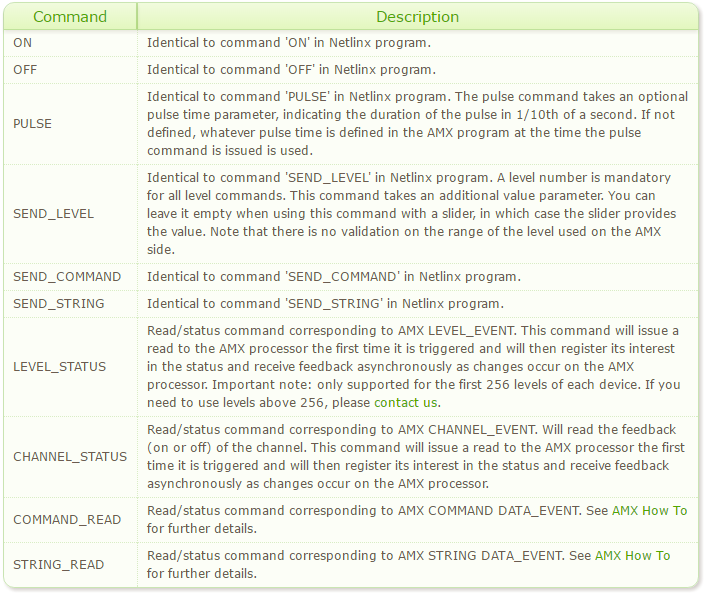 Command Description
ON Identical to command 'ON' in Netlinx program.
OFF Identical to command 'OFF' in Netlinx program.
PULSE
Identical to command 'PULSE' in Netlinx program. The pulse command takes an optional
pulse time parameter, indicating the duration of the pulse in 1/10th of a second. If not
defined, whatever pulse time is defined in the AMX program at the time the pulse
command is issued is used.
SEND_LEVEL
Identical to command 'SEND_LEVEL' in Netlinx program. A level number is mandatory
for all level commands. This command takes an additional value parameter. You can
leave it empty when using this command with a slider, in which case the slider provides
the value. Note that there is no validation on the range of the level used on the AMX
side.
SEND_COMMAND Identical to command 'SEND_COMMAND' in Netlinx program.
SEND_STRING Identical to command 'SEND_STRING' in Netlinx program.
LEVEL_STATUS
Read/status command corresponding to AMX LEVEL_EVENT. This command will issue a
read to the AMX processor the first time it is triggered and will then register its interest
in the status and receive feedback asynchronously as changes occur on the AMX
processor. Important note: only supported for the first 256 levels of each device. If you
need to use levels above 256, please contact us.
CHANNEL_STATUS
Read/status command corresponding to AMX CHANNEL_EVENT. Will read the feedback
(on or off) of the channel. This command will issue a read to the AMX processor the first
time it is triggered and will then register its interest in the status and receive feedback
asynchronously as changes occur on the AMX processor.
COMMAND_READ
Read/status command corresponding to AMX COMMAND DATA_EVENT. See AMX How To
for further details.
STRING_READ
Read/status command corresponding to AMX STRING DATA_EVENT. See AMX How To
for further details.